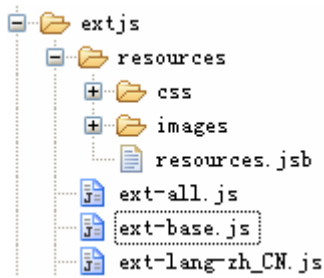 extjs
resources
css
images
resources.jsb
ext-all.js
ext-base.js
ext-lang-zh_CN.js